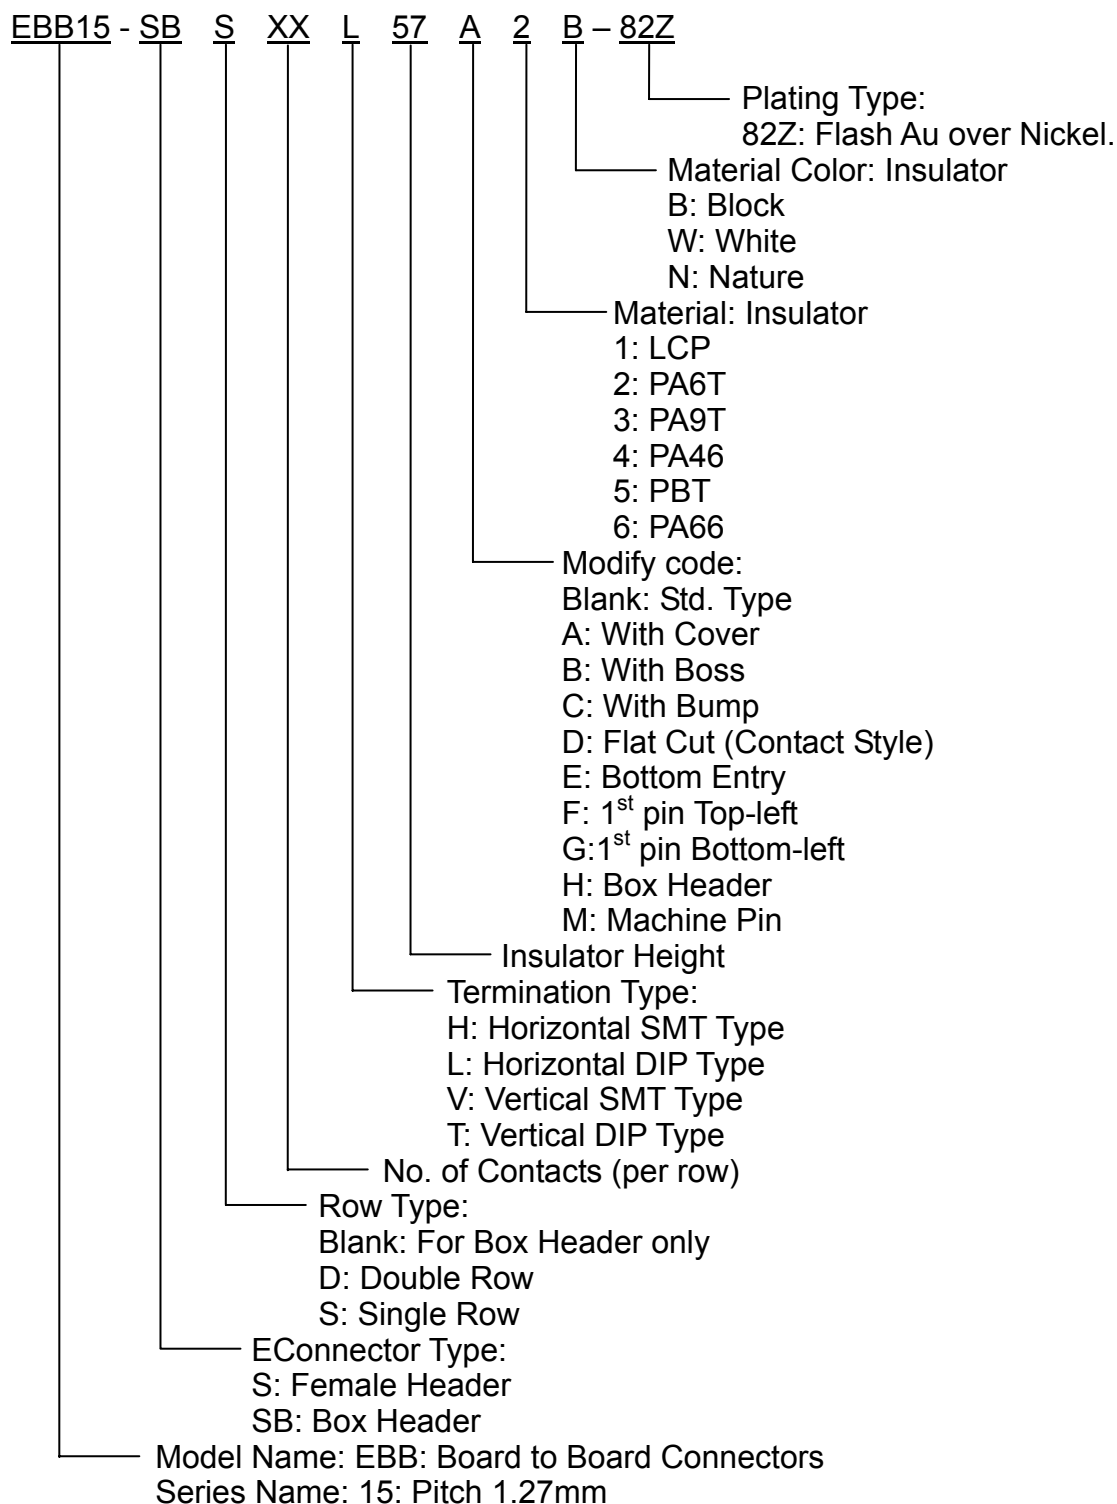 EBB15 - SB S XX L 57 A 2 B – 82Z
Plating Type:
82Z: Flash Au over Nickel.
Material Color: Insulator
B: Block
W: White
N: Nature
Material: Insulator
1: LCP
2: PA6T
3: PA9T
4: PA46
5: PBT
6: PA66
Modify code:
Blank: Std. Type
A: With Cover
B: With Boss
C: With Bump
D: Flat Cut (Contact Style)
E: Bottom Entry
F: 1st pin Top-left
G:1st pin Bottom-left
H: Box Header
M: Machine Pin
Insulator Height
Termination Type:
H: Horizontal SMT Type
L: Horizontal DIP Type
V: Vertical SMT Type
T: Vertical DIP Type
No. of Contacts (per row)
Row Type:
Blank: For Box Header only
D: Double Row
S: Single Row
EConnector Type:
S: Female Header
SB: Box Header
Model Name: EBB: Board to Board Connectors
Series Name: 15: Pitch 1.27mm